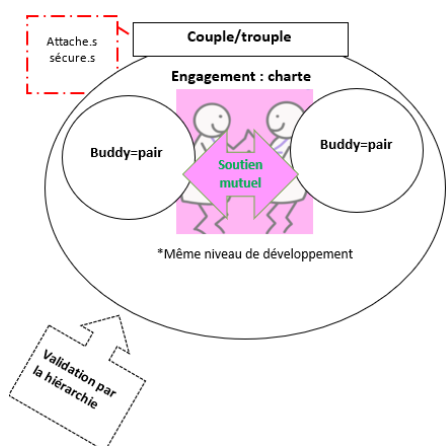 Attache.s
sécure.s
Couple/trouple
Engagement : charte
Buddy=pair
Buddy=pair
Soutien
mutuel
*Même niveau de développement
Validation par
la hiérarchie